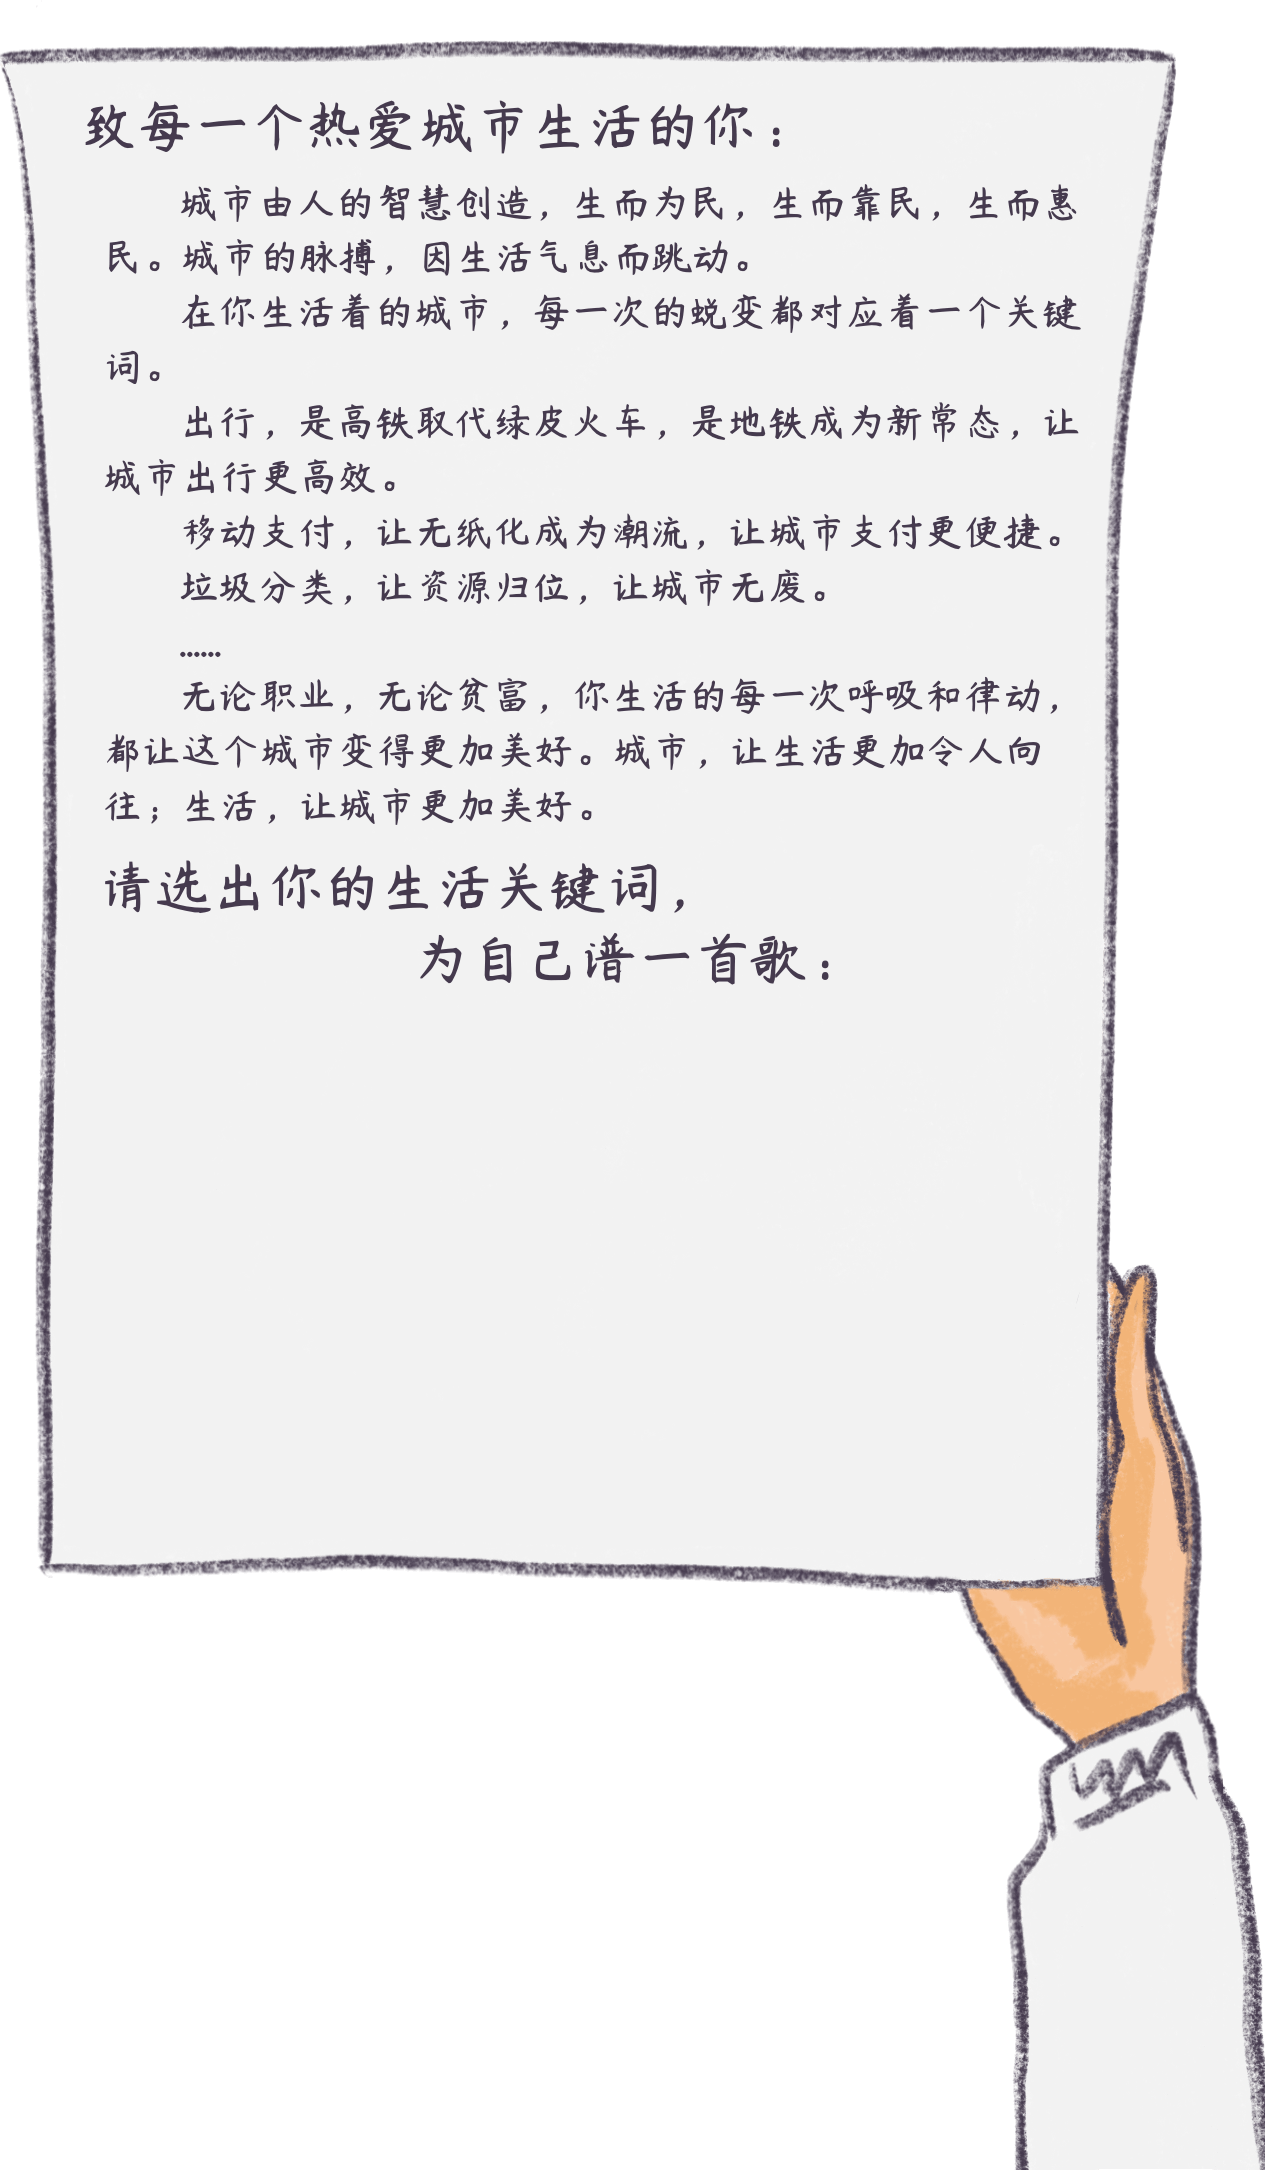 致每一个热爱城市生活的你：
城市由人的智慧创造，生而为民，生而靠民，生而惠
民。城市的脉搏，因生活气息而跳动。
在你生活着的城市，每一次的蜕变都对应着一个关键
词。
出行，是高铁取代绿皮火车，是地铁成为新常态，让
城市出行更高效。
移动支付，让无纸化成为潮流，让城市支付更便捷。
垃圾分类，让资源归位，让城市无废。
……
无论职业，无论贫富，你生活的每一次呼吸和律动，
都让这个城市变得更加美好。城市，让生活更加令人向
往；生活，让城市更加美好。
请选出你的生活关键词，
为自己谱一首歌：